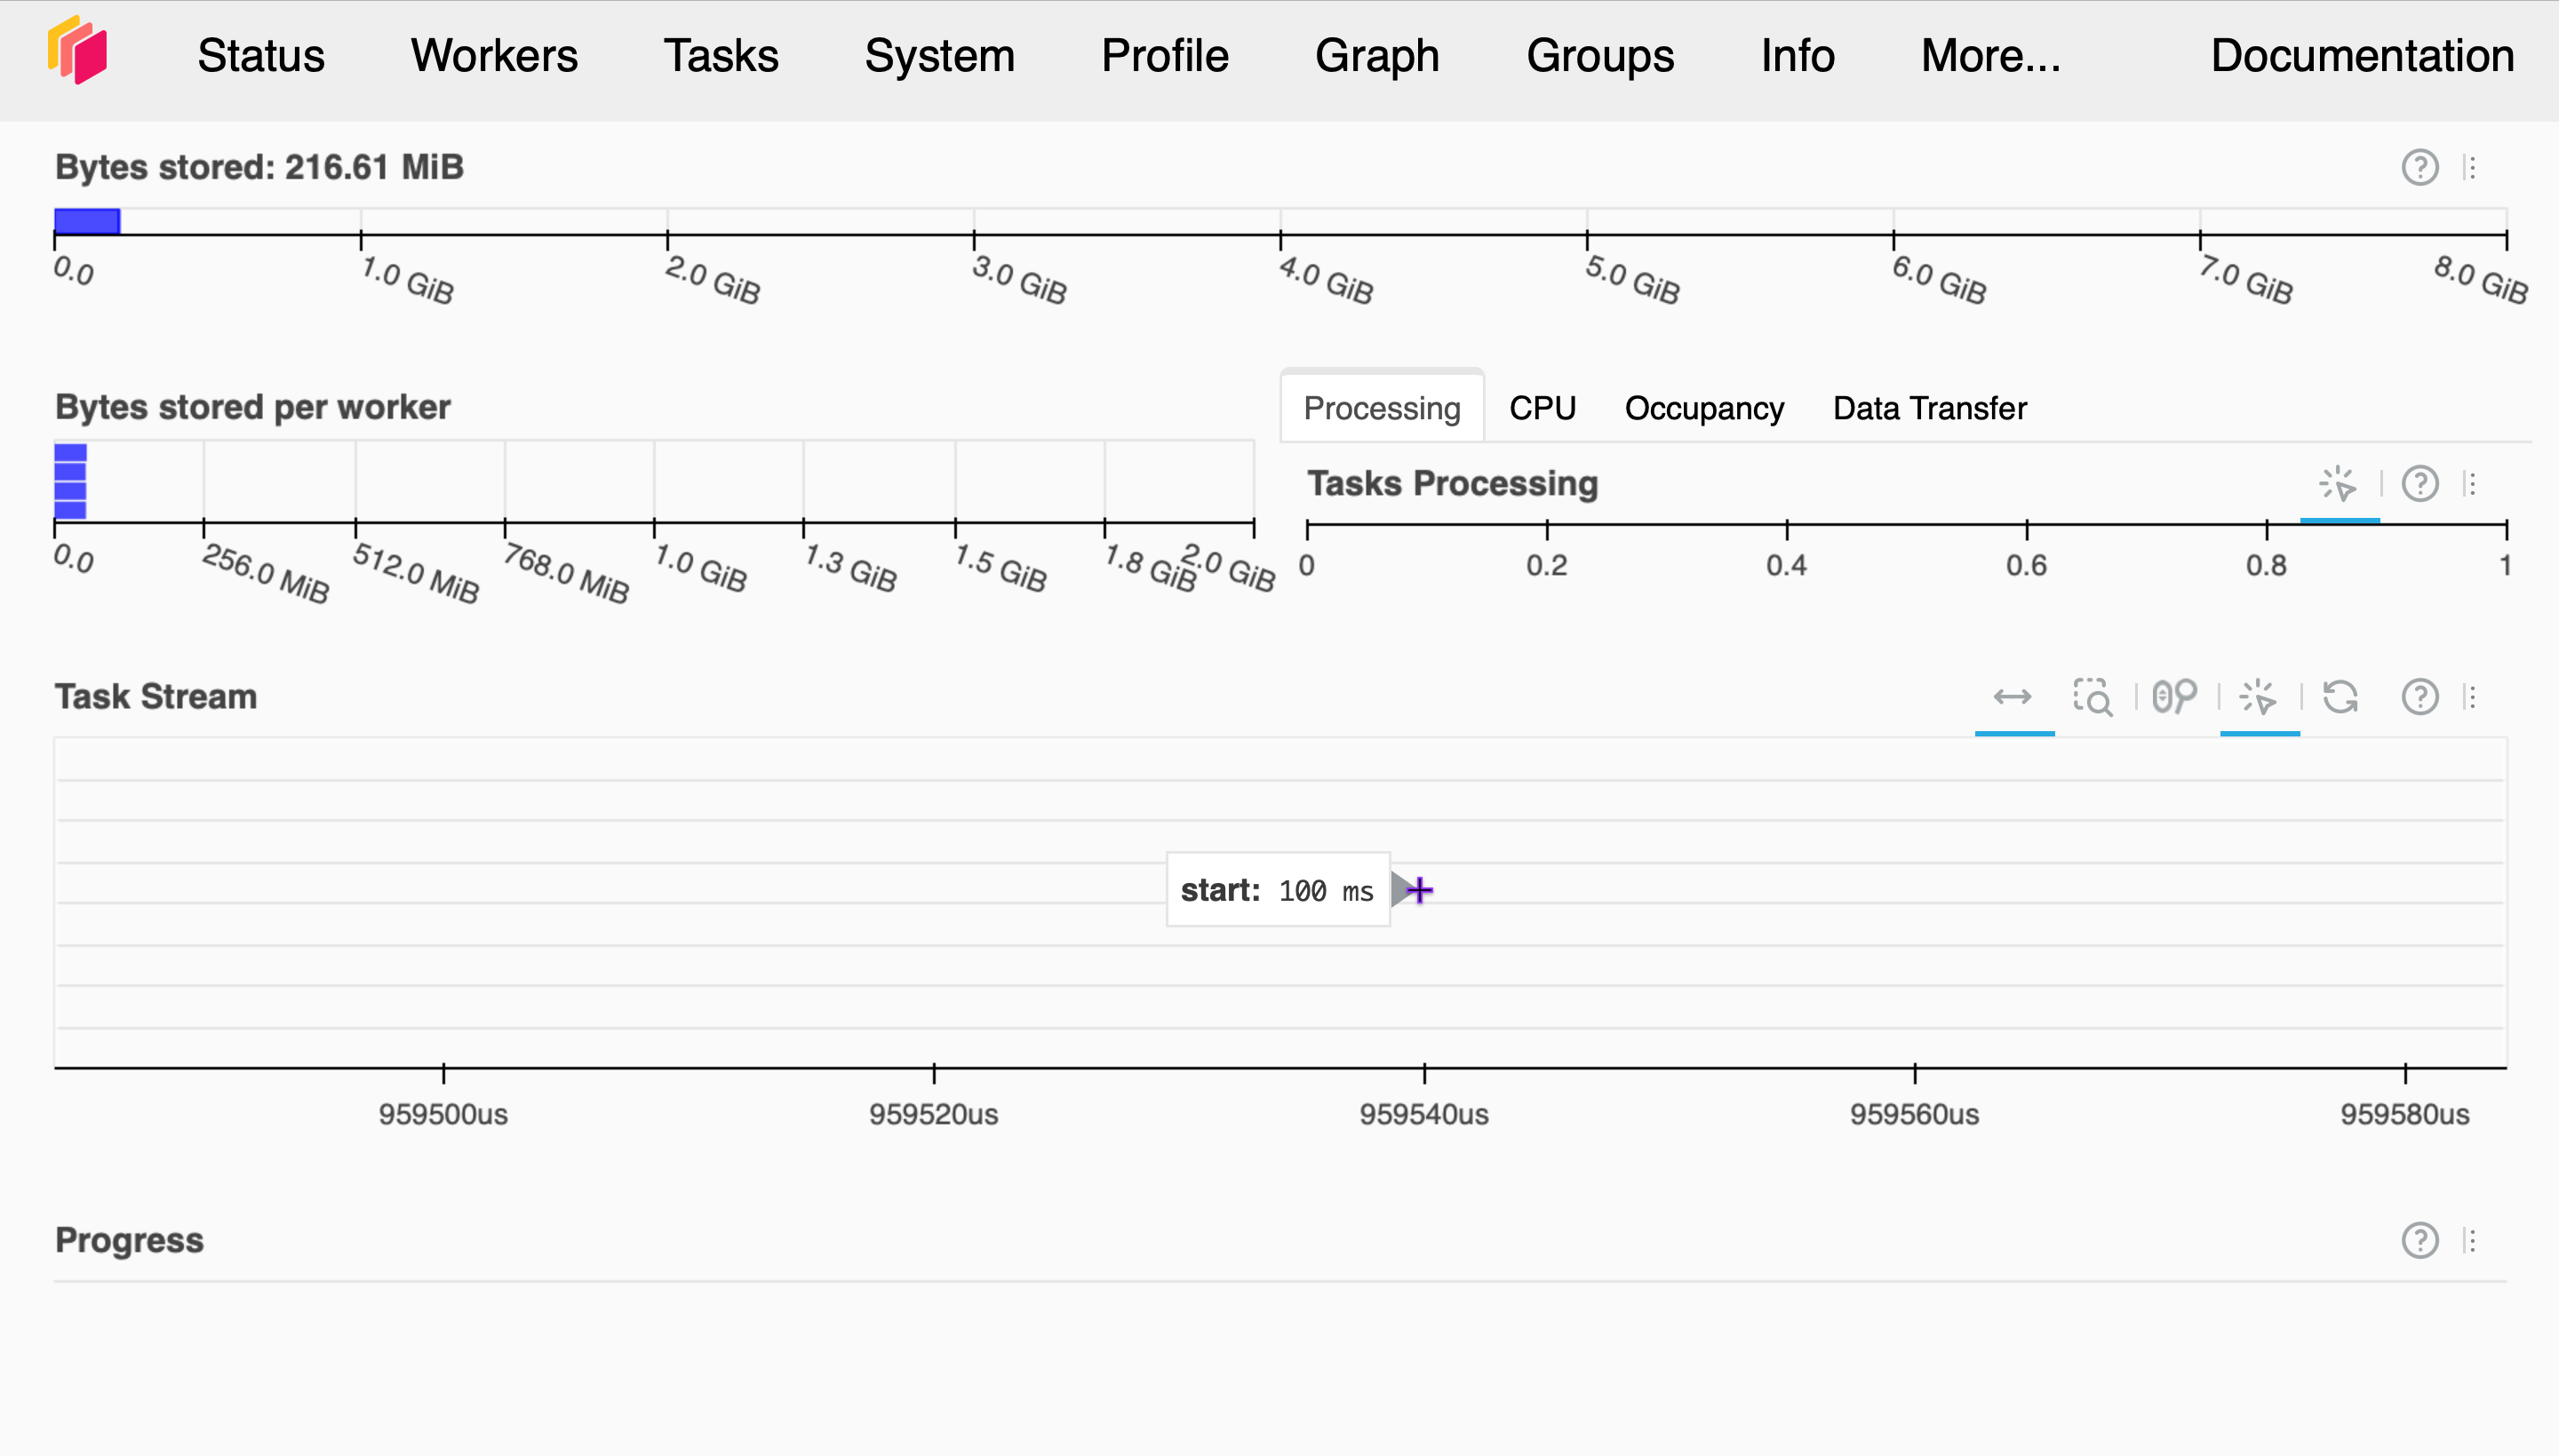 Status Workers Tasks System Profile Graph Groups Info More... Documentation
Bytes stored: 216.61 MiB
0.0 1.0 GiB 2.0 GiB 3.0 GiB 4.0 GiB 5.0 GiB 6.0 GiB 7.0 GiB 8.0 GiB
Bytes stored per worker
0.0 256.0 MiB 512.0 MiB 768.0 MiB 1.0 GiB 1.3 GiB 1.5 GiB 1.8 GiB 2.0 GiB
Processing CPU Occupancy Data Transfer
Tasks Processing
0 0.2 0.4 0.6 0.8 1
Task Stream
start: 100 ms
959500us 959520us 959540us 959560us 959580us
Progress